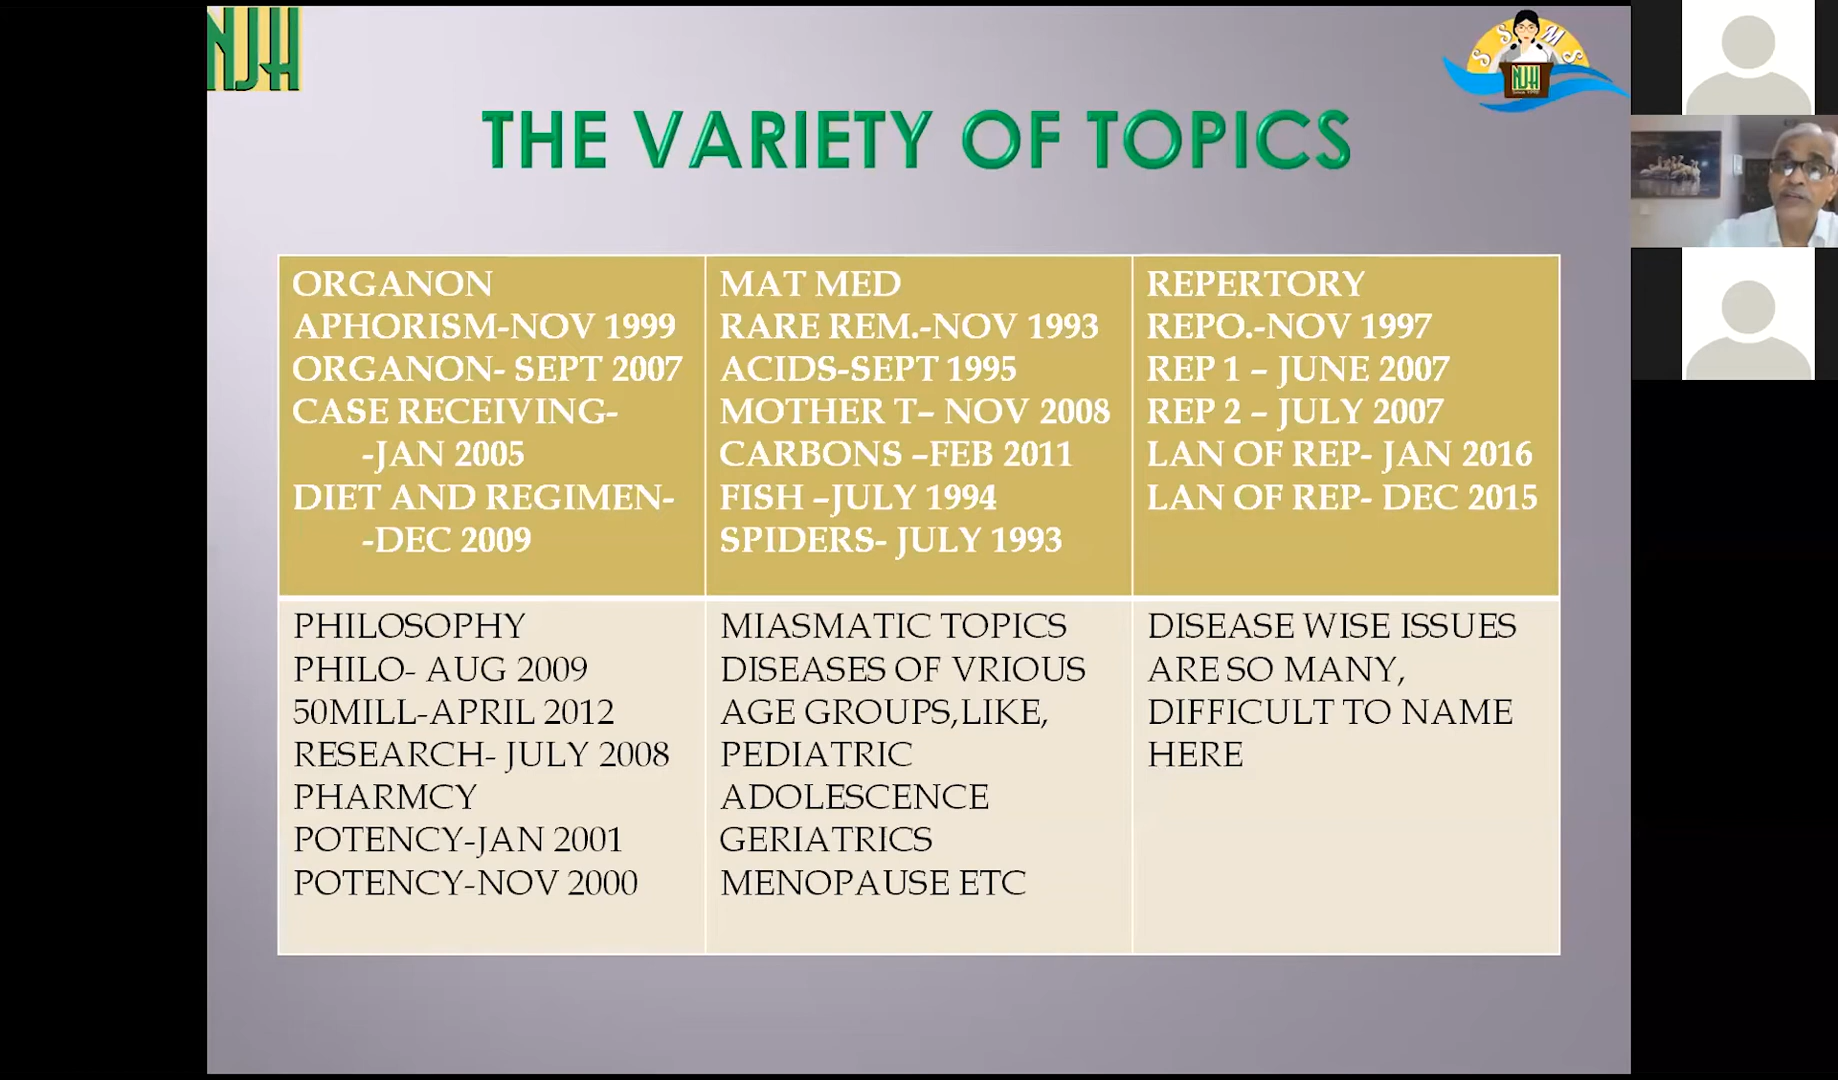 NJH
S S M S
NJH
Since 1992
THE VARIETY OF TOPICS
ORGANON
APHORISM-NOV 1999
ORGANON- SEPT 2007
CASE RECEIVING-
-JAN 2005
DIET AND REGIMEN-
-DEC 2009
MAT MED
RARE REM.-NOV 1993
ACIDS-SEPT 1995
MOTHER T– NOV 2008
CARBONS –FEB 2011
FISH –JULY 1994
SPIDERS- JULY 1993
REPERTORY
REPO.-NOV 1997
REP 1 – JUNE 2007
REP 2 – JULY 2007
LAN OF REP- JAN 2016
LAN OF REP- DEC 2015
PHILOSOPHY
PHILO- AUG 2009
50MILL-APRIL 2012
RESEARCH- JULY 2008
PHARMCY
POTENCY-JAN 2001
POTENCY-NOV 2000
MIASMATIC TOPICS
DISEASES OF VRIOUS
AGE GROUPS,LIKE,
PEDIATRIC
ADOLESCENCE
GERIATRICS
MENOPAUSE ETC
DISEASE WISE ISSUES
ARE SO MANY,
DIFFICULT TO NAME
HERE